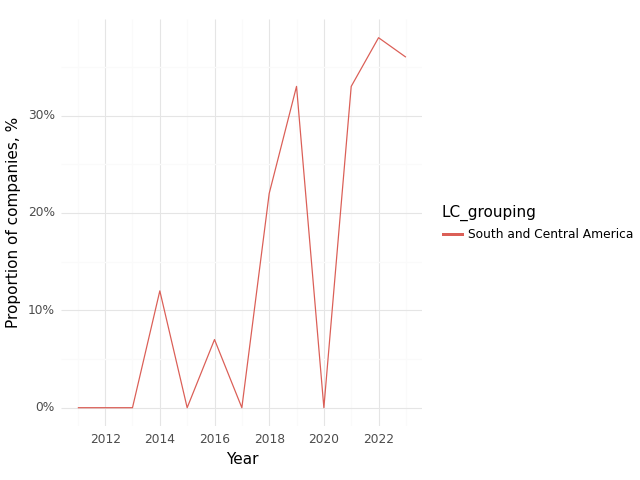 Proportion of companies, %
30%
20%
10%
0%
2012 2014 2016 2018 2020 2022
Year
LC_grouping
South and Central America